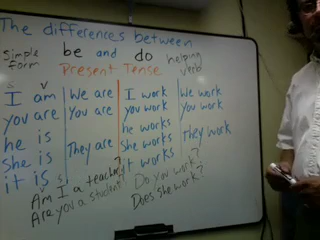 The differences between
simple form be and do helping verb
Present Tense
S V
I am We are I work We work
you are You are you work You work
he is he works
She is They are She works They work
it is It works
S
Am I a teacher? Do you work?
Are you a student? Does she work?